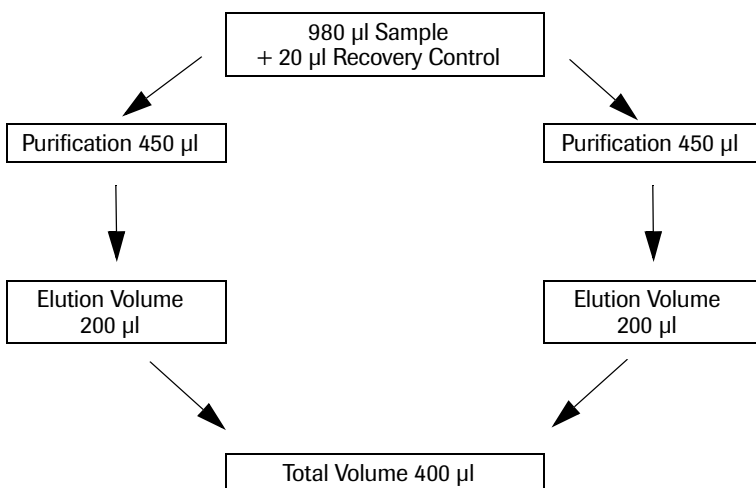 980 µl Sample
+ 20 µl Recovery Control
Purification 450 µl
Purification 450 µl
Elution Volume
200 µl
Elution Volume
200 µl
Total Volume 400 µl